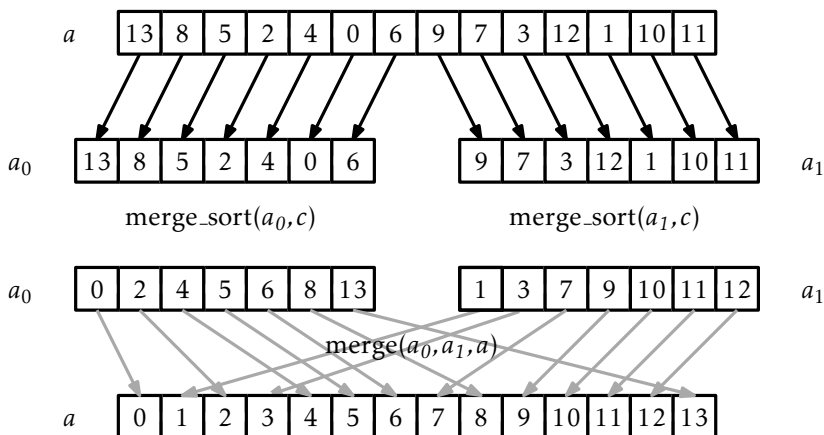 a 13 8 5 2 4 0 6 9 7 3 12 1 10 11
a0 13 8 5 2 4 0 6 9 7 3 12 1 10 11 a1
merge_sort(a0,c) merge_sort(a1,c)
a0 0 2 4 5 6 8 13 1 3 7 9 10 11 12 a1
merge(a0,a1,a)
a 0 1 2 3 4 5 6 7 8 9 10 11 12 13